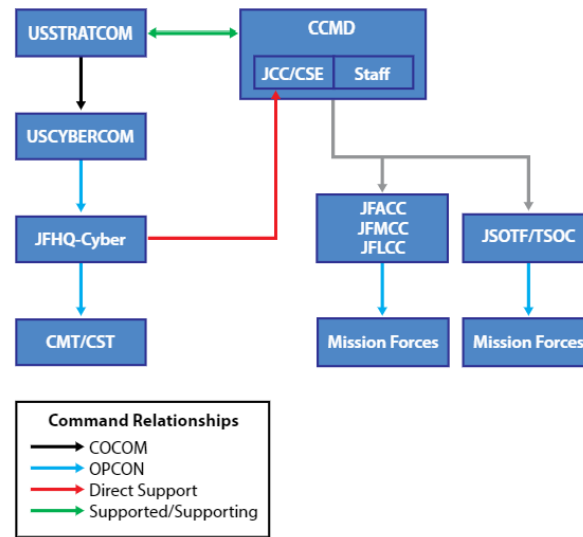 USSTRATCOM
CCMD
JCC/CSE
Staff
USCYBERCOM
JFHQ-Cyber
JFACC
JFMCC
JFLCC
JSOTF/TSOC
CMT/CST
Mission Forces
Mission Forces
Command Relationships
COCOM
OPCON
Direct Support
Supported/Supporting